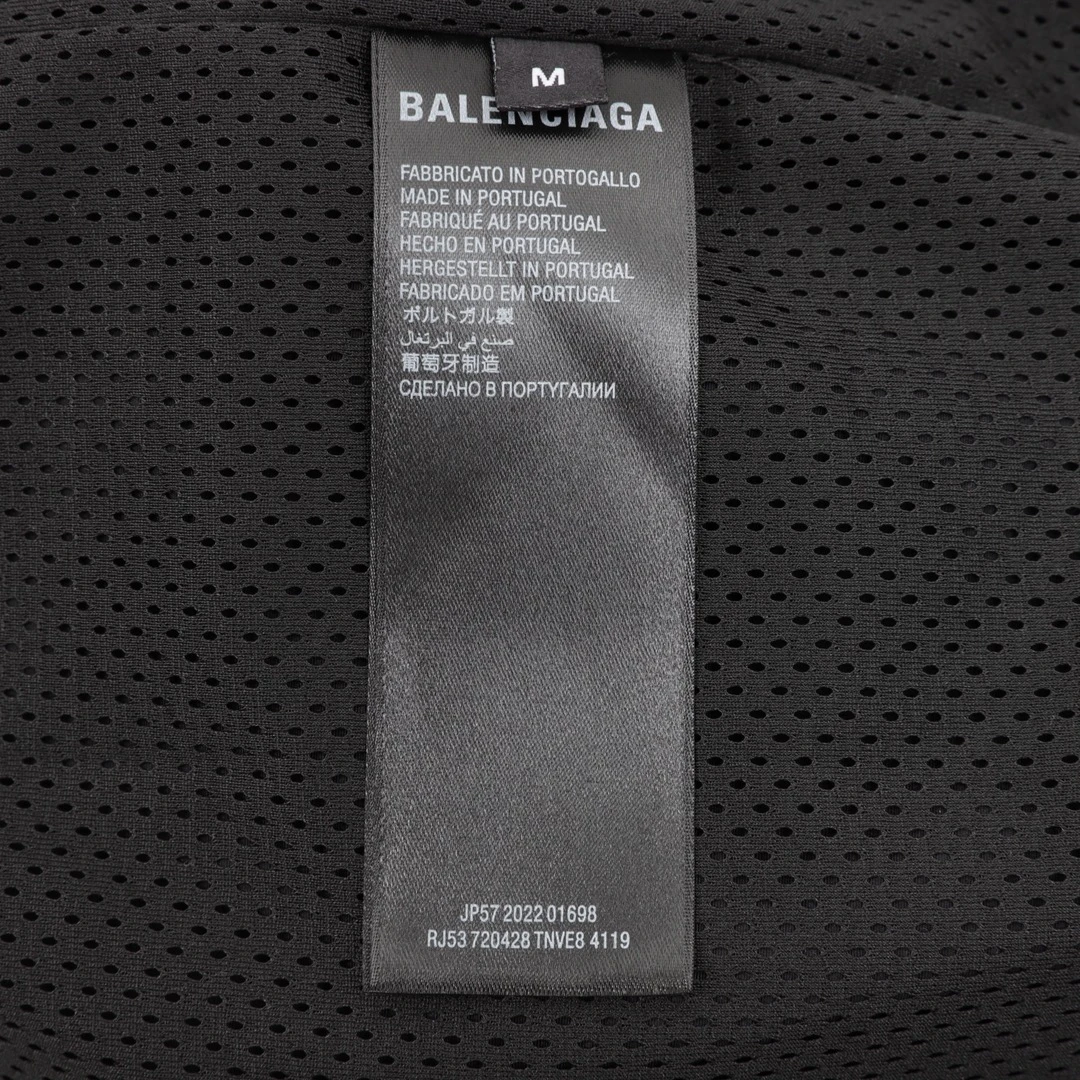 M
BALENCIAGA
FABBRICATO IN PORTOGALLO
MADE IN PORTUGAL
FABRIQUÉ AU PORTUGAL
HECHO EN PORTUGAL
HERGESTELLT IN PORTUGAL
FABRICADO EM PORTUGAL
ポルトガル製
صنع في البرتغال
葡萄牙制造
СДЕЛАНО В ПОРТУГАЛИИ
JP57 2022 01698
RJ53 720428 TNVE8 4119